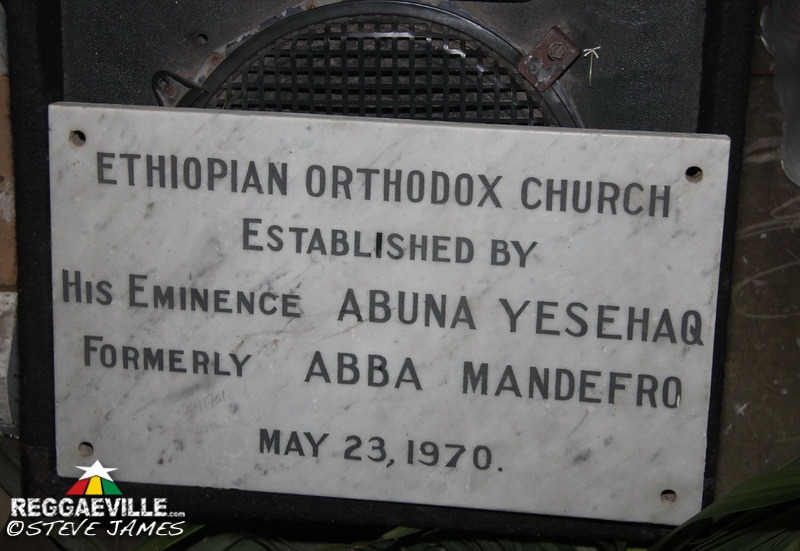 ETHIOPIAN ORTHODOX CHURCH
ESTABLISHED BY
HIS EMINENCE ABUNA YESEHAQ
FORMERLY ABBA MANDEFRO
MAY 23, 1970.
REGGAEVILLE.com
©STEVE JAMES